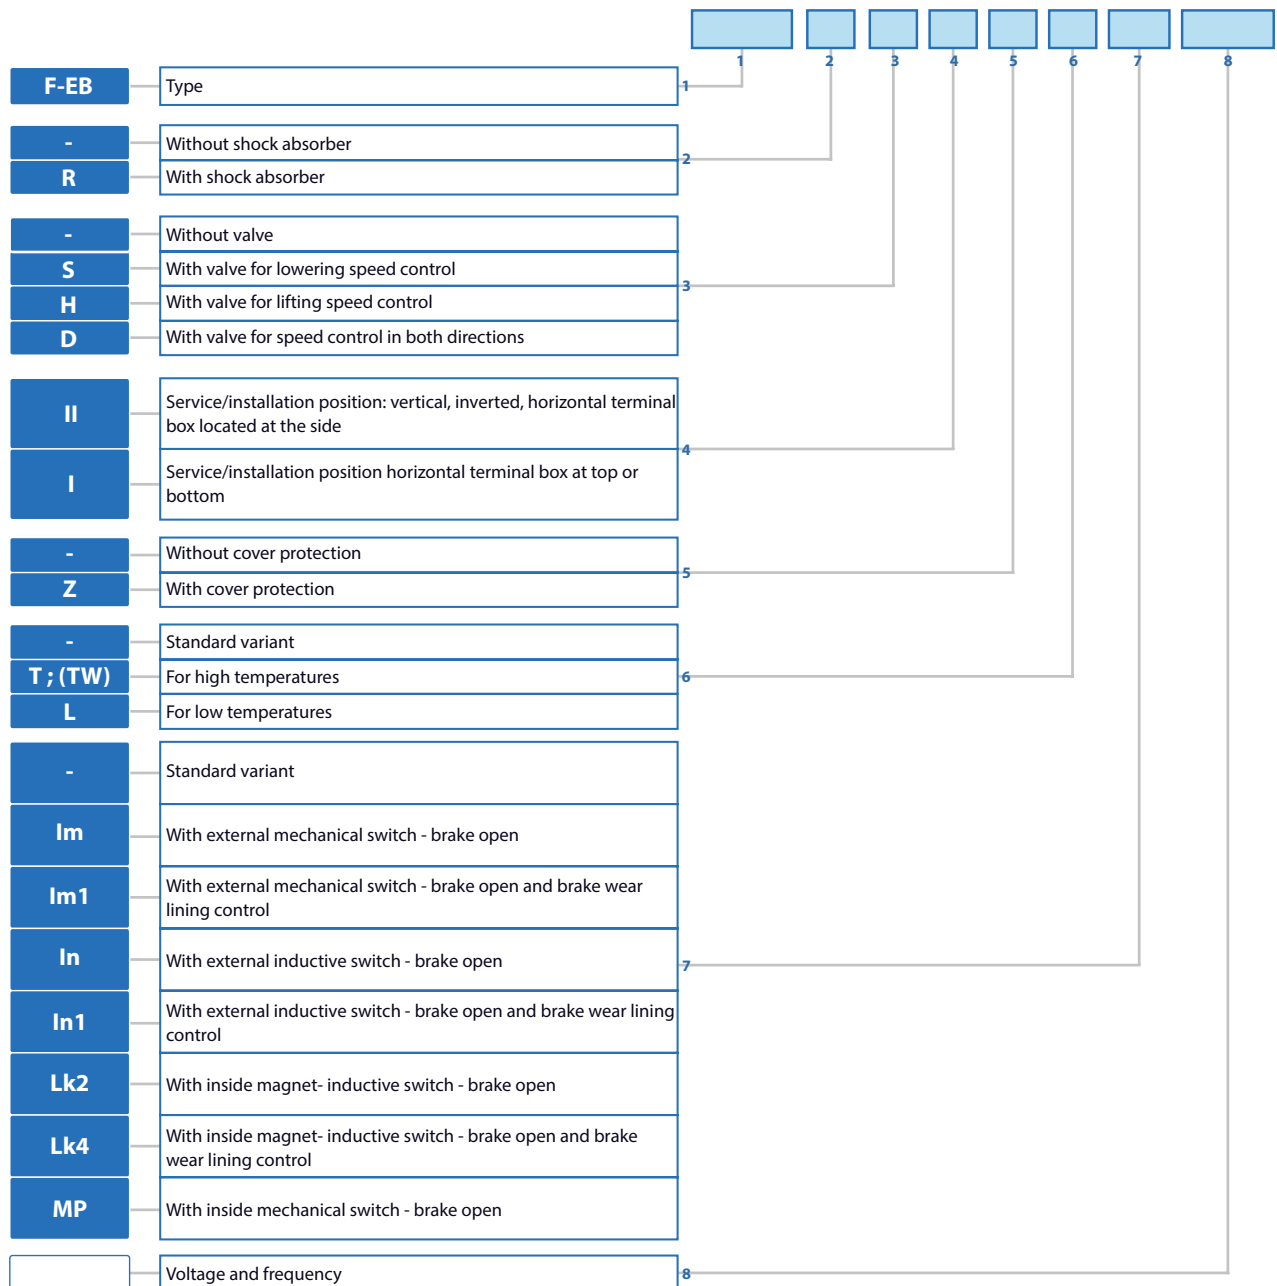 1 2 3 4 5 6 7 8
F-EB Type 1
- Without shock absorber
2
R With shock absorber
- Without valve
S With valve for lowering speed control
3
H With valve for lifting speed control
D With valve for speed control in both directions
II Service/installation position: vertical, inverted, horizontal terminal
box located at the side
4
I Service/installation position horizontal terminal box at top or
bottom
- Without cover protection
5
Z With cover protection
- Standard variant
T ; (TW) For high temperatures 6
L For low temperatures
- Standard variant
Im With external mechanical switch - brake open
Im1 With external mechanical switch - brake open and brake wear
lining control
In With external inductive switch - brake open 7
In1 With external inductive switch - brake open and brake wear lining
control
Lk2 With inside magnet- inductive switch - brake open
Lk4 With inside magnet- inductive switch - brake open and brake
wear lining control
MP With inside mechanical switch - brake open
Voltage and frequency 8